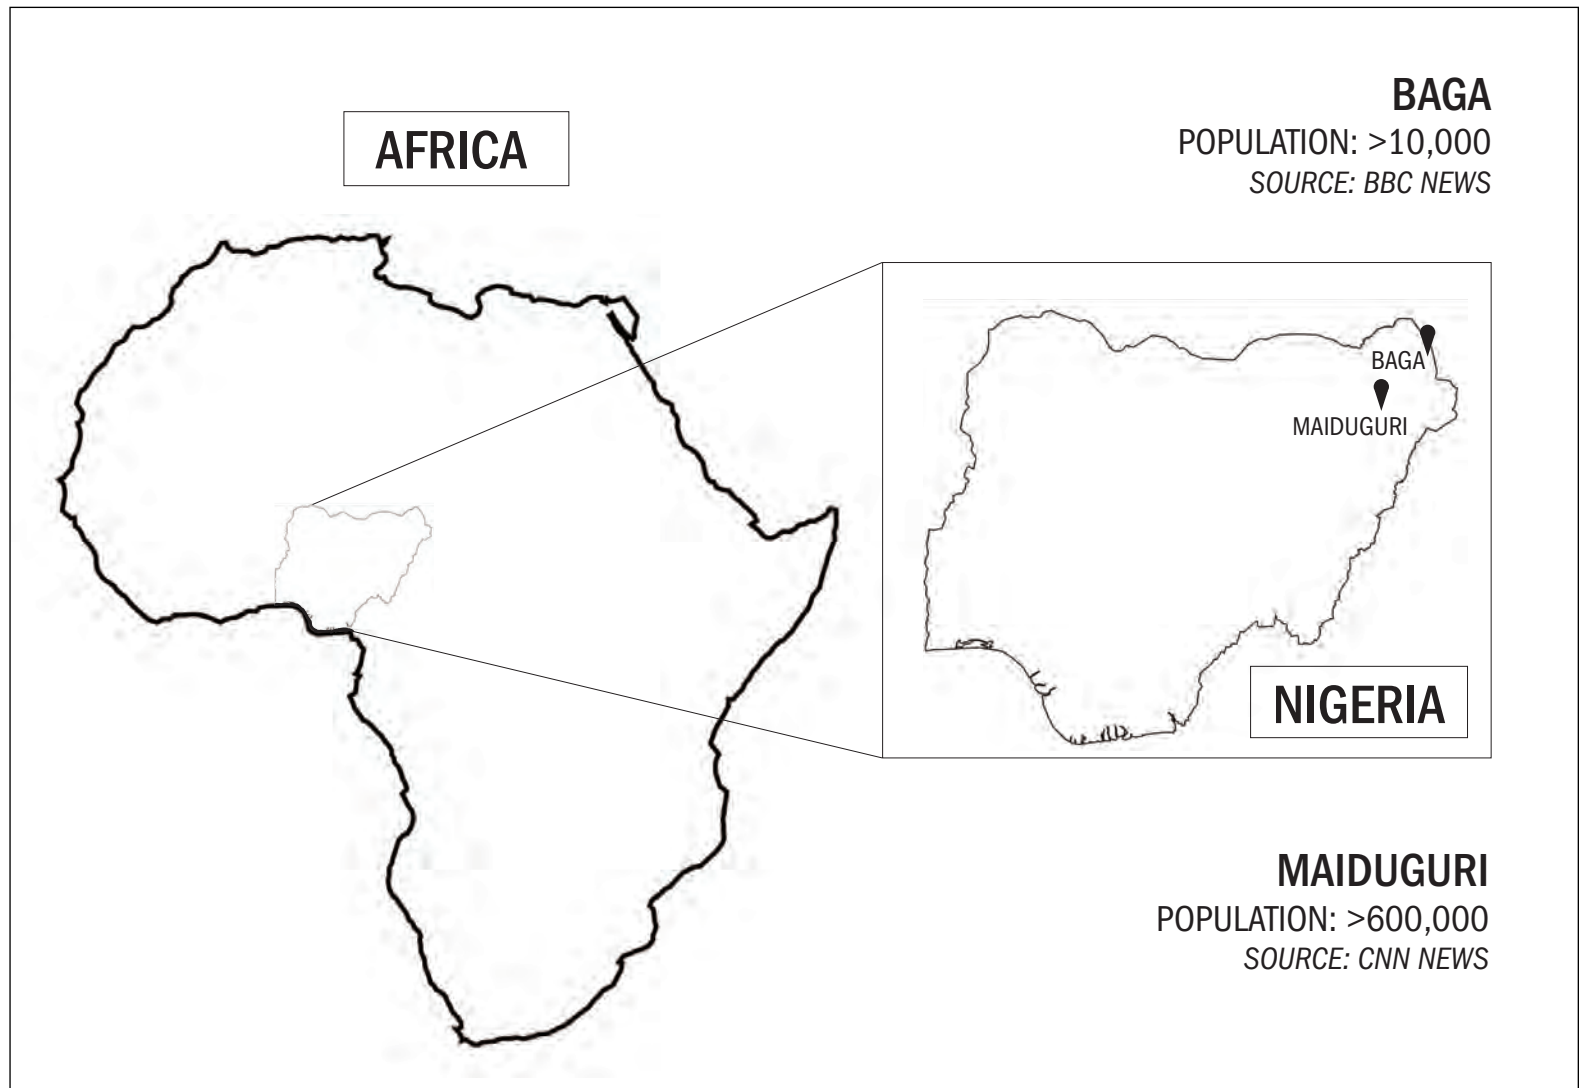 AFRICA
BAGA
POPULATION: >10,000
SOURCE: BBC NEWS
BAGA
MAIDUGURI
NIGERIA
MAIDUGURI
POPULATION: >600,000
SOURCE: CNN NEWS